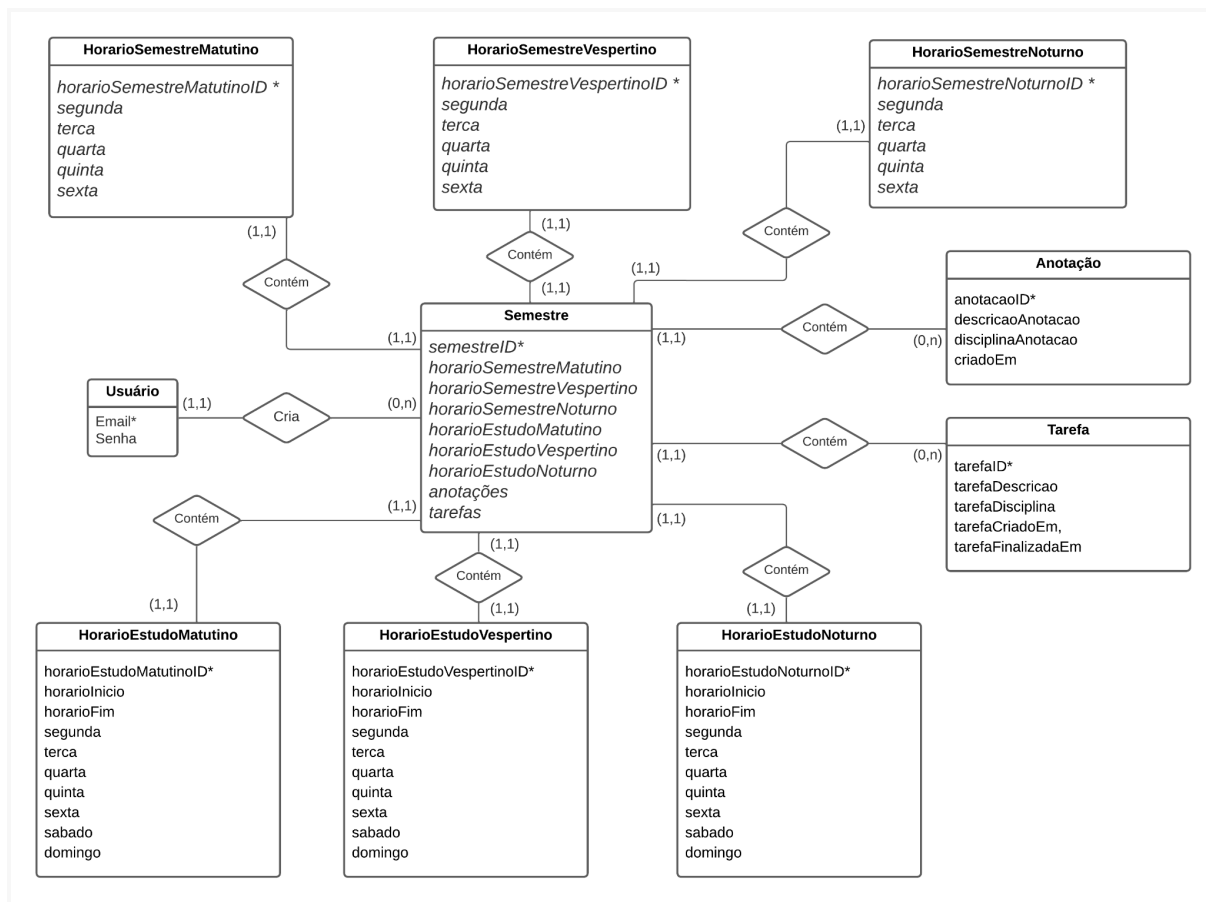 HorarioSemestreMatutino
horarioSemestreMatutinoID *
segunda
terca
quarta
quinta
sexta
(1,1)
Contém
(1,1)
HorarioSemestreVespertino
horarioSemestreVespertinoID *
segunda
terca
quarta
quinta
sexta
(1,1)
Contém
(1,1)
HorarioSemestreNoturno
horarioSemestreNoturnoID *
segunda
terca
quarta
quinta
sexta
(1,1)
Contém
(1,1)
Anotação
anotacaoID*
descricaoAnotacao
disciplinaAnotacao
criadoEm
(1,1)
Contém
(0,n)
Semestre
semestreID*
horarioSemestreMatutino
horarioSemestreVespertino
horarioSemestreNoturno
horarioEstudoMatutino
horarioEstudoVespertino
horarioEstudoNoturno
anotações
tarefas
Usuário
Email*
Senha
(1,1)
Cria
(0,n)
(1,1)
Contém
(0,n)
Tarefa
tarefaID*
tarefaDescricao
tarefaDisciplina
tarefaCriadoEm,
tarefaFinalizadaEm
(1,1)
Contém
(1,1)
(1,1)
Contém
(1,1)
(1,1)
Contém
(1,1)
HorarioEstudoMatutino
horarioEstudoMatutinoID*
horarioInicio
horarioFim
segunda
terca
quarta
quinta
sexta
sabado
domingo
HorarioEstudoVespertino
horarioEstudoVespertinoID*
horarioInicio
horarioFim
segunda
terca
quarta
quinta
sexta
sabado
domingo
HorarioEstudoNoturno
horarioEstudoNoturnoID*
horarioInicio
horarioFim
segunda
terca
quarta
quinta
sexta
sabado
domingo